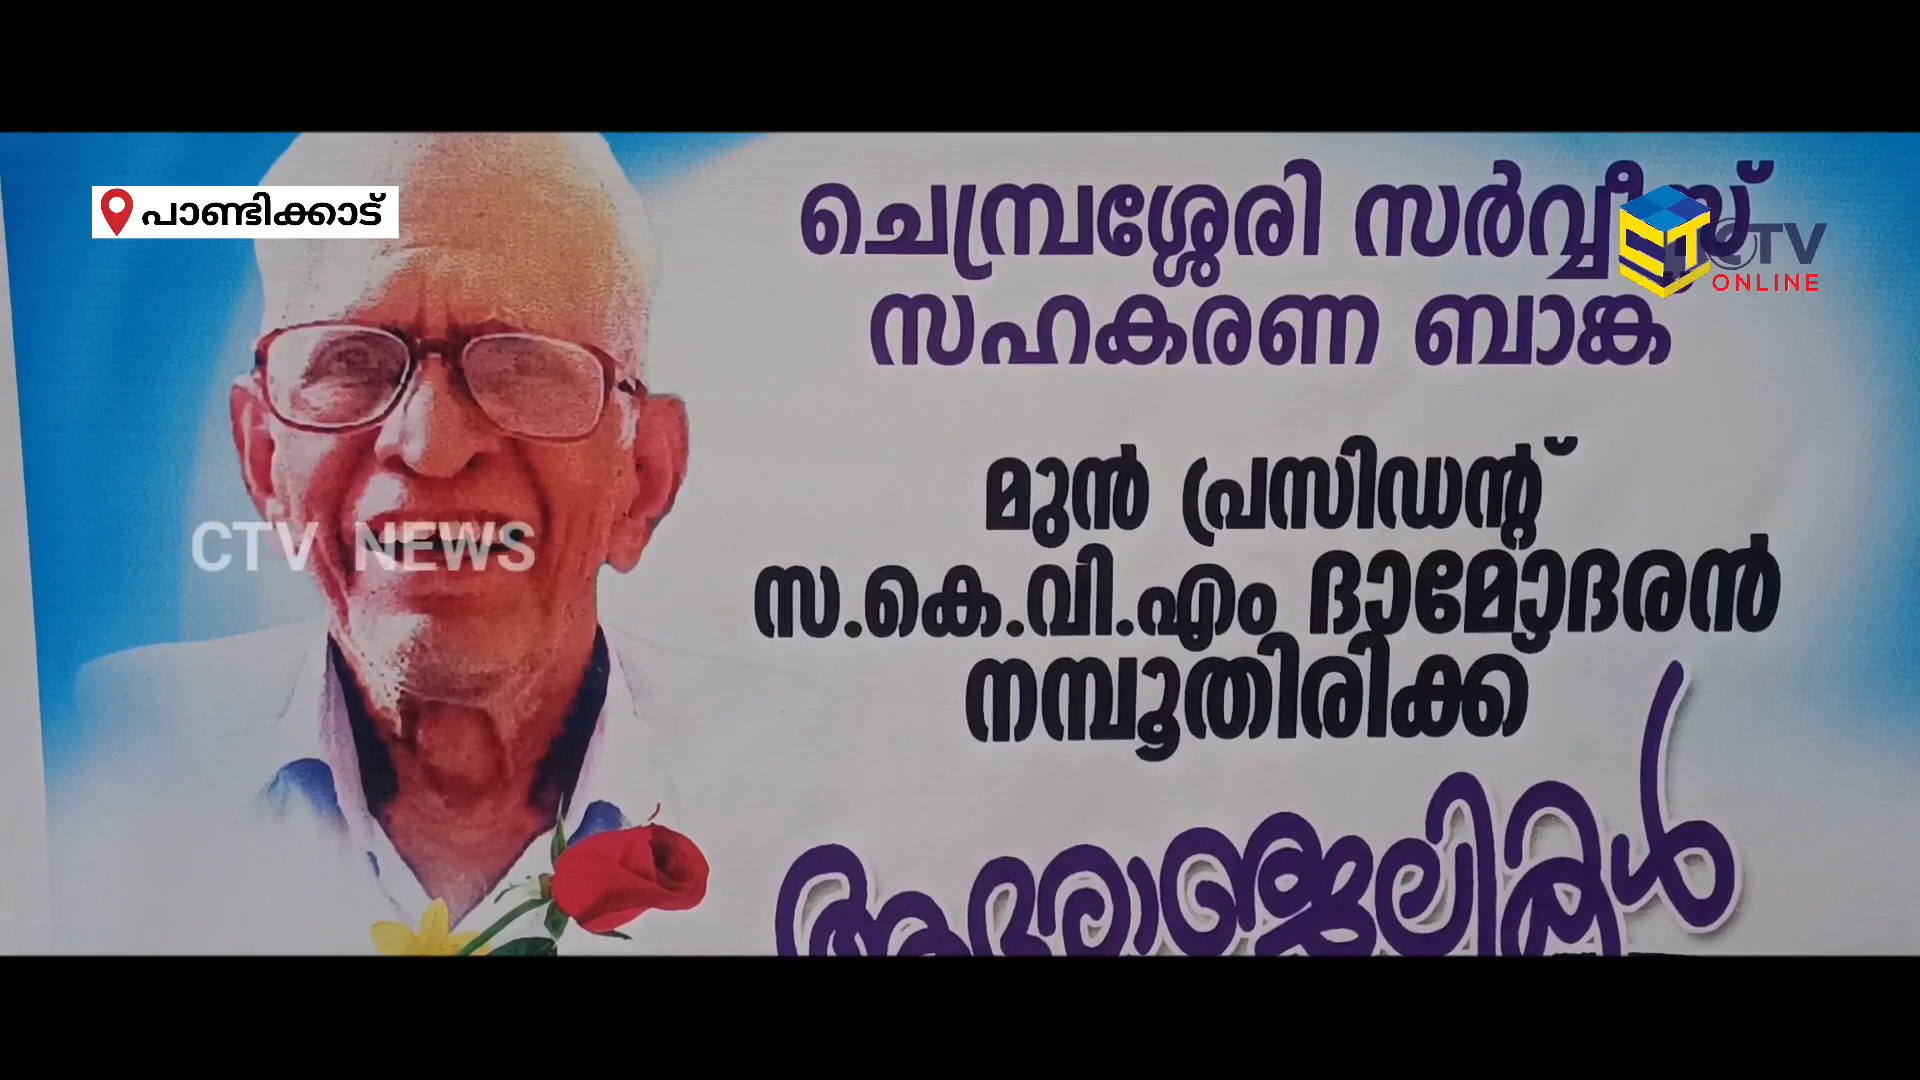 പാണ്ടിക്കാട്
ചെമ്പ്രശ്ശേരി സർവ്വീസ്
CTV
ONLINE
സഹകരണ ബാങ്ക
മുൻ പ്രസിഡന്റ്
സ.കെ.വി.എം ദാമോദരൻ
CTV NEWS
നമ്പൂതിരിക്ക
ആദരാഞ്ജലികൾ